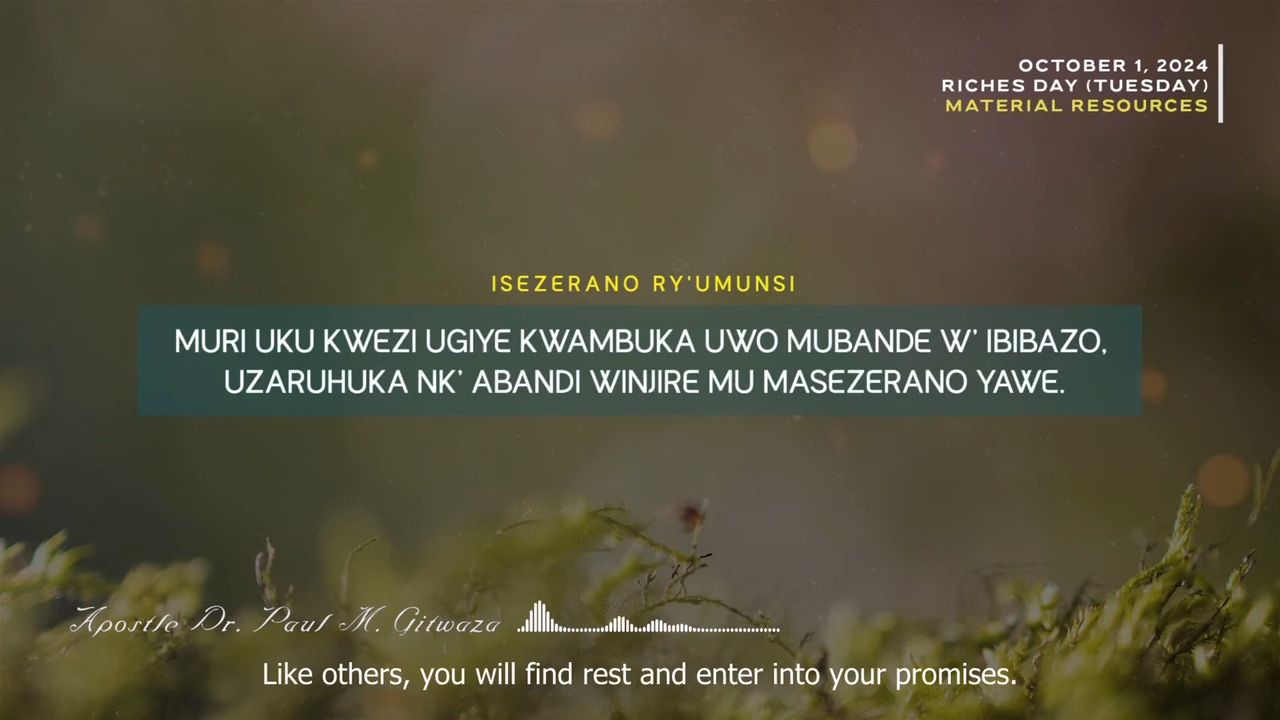 OCTOBER 1, 2024
RICHES DAY (TUESDAY)
MATERIAL RESOURCES
ISEZERANO RY'UMUNSI
MURI UKU KWEZI UGIYE KWAMBUKA UWO MUBANDE W' IBIBAZO,
UZARUHUKA NK' ABANDI WINJIRE MU MASEZERANO YAWE.
Apostle Dr. Paul M. Gitwaza
Like others, you will find rest and enter into your promises.